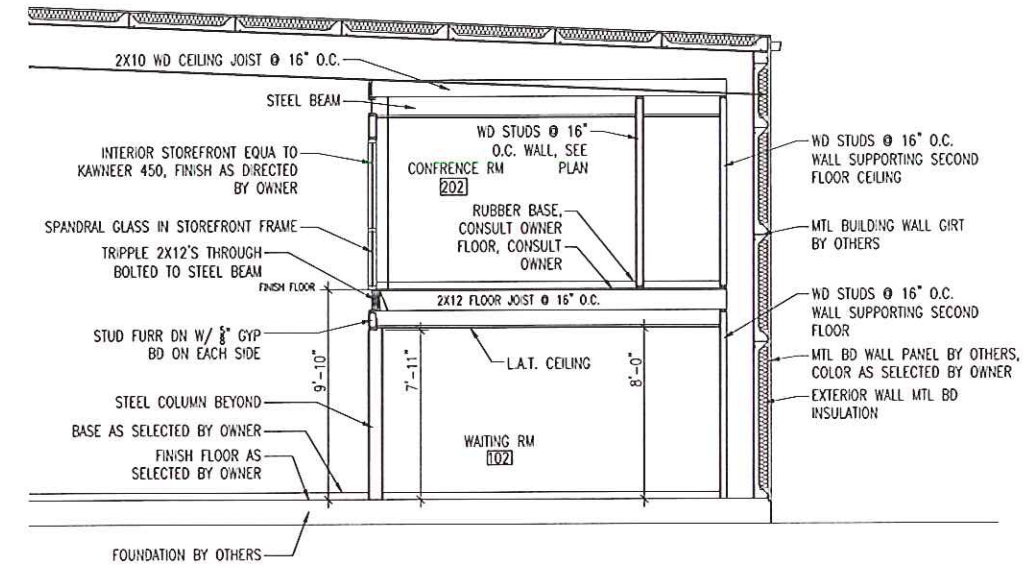 2X10 WD CEILING JOIST @ 16" O.C.
STEEL BEAM
INTERIOR STOREFRONT EQUA TO
KAWNEER 450, FINISH AS DIRECTED
BY OWNER
SPANDRAL GLASS IN STOREFRONT FRAME
TRIPPLE 2X12'S THROUGH
BOLTED TO STEEL BEAM
FINISH FLOOR
STUD FURR DN W/ 5/8" GYP
BD ON EACH SIDE
STEEL COLUMN BEYOND
BASE AS SELECTED BY OWNER
FINISH FLOOR AS
SELECTED BY OWNER
FOUNDATION BY OTHERS
WD STUDS @ 16"
O.C. WALL, SEE
PLAN
CONFRENCE RM
202
RUBBER BASE,
CONSULT OWNER
FLOOR, CONSULT
OWNER
2X12 FLOOR JOIST @ 16" O.C.
L.A.T. CEILING
9'-10"
7'-11"
8'-0"
WAITING RM
102
WD STUDS @ 16" O.C.
WALL SUPPORTING SECOND
FLOOR CEILING
MTL BUILDING WALL GIRT
BY OTHERS
WD STUDS @ 16" O.C.
WALL SUPPORTING SECOND
FLOOR
MTL BD WALL PANEL BY OTHERS,
COLOR AS SELECTED BY OWNER
EXTERIOR WALL MTL BD
INSULATION